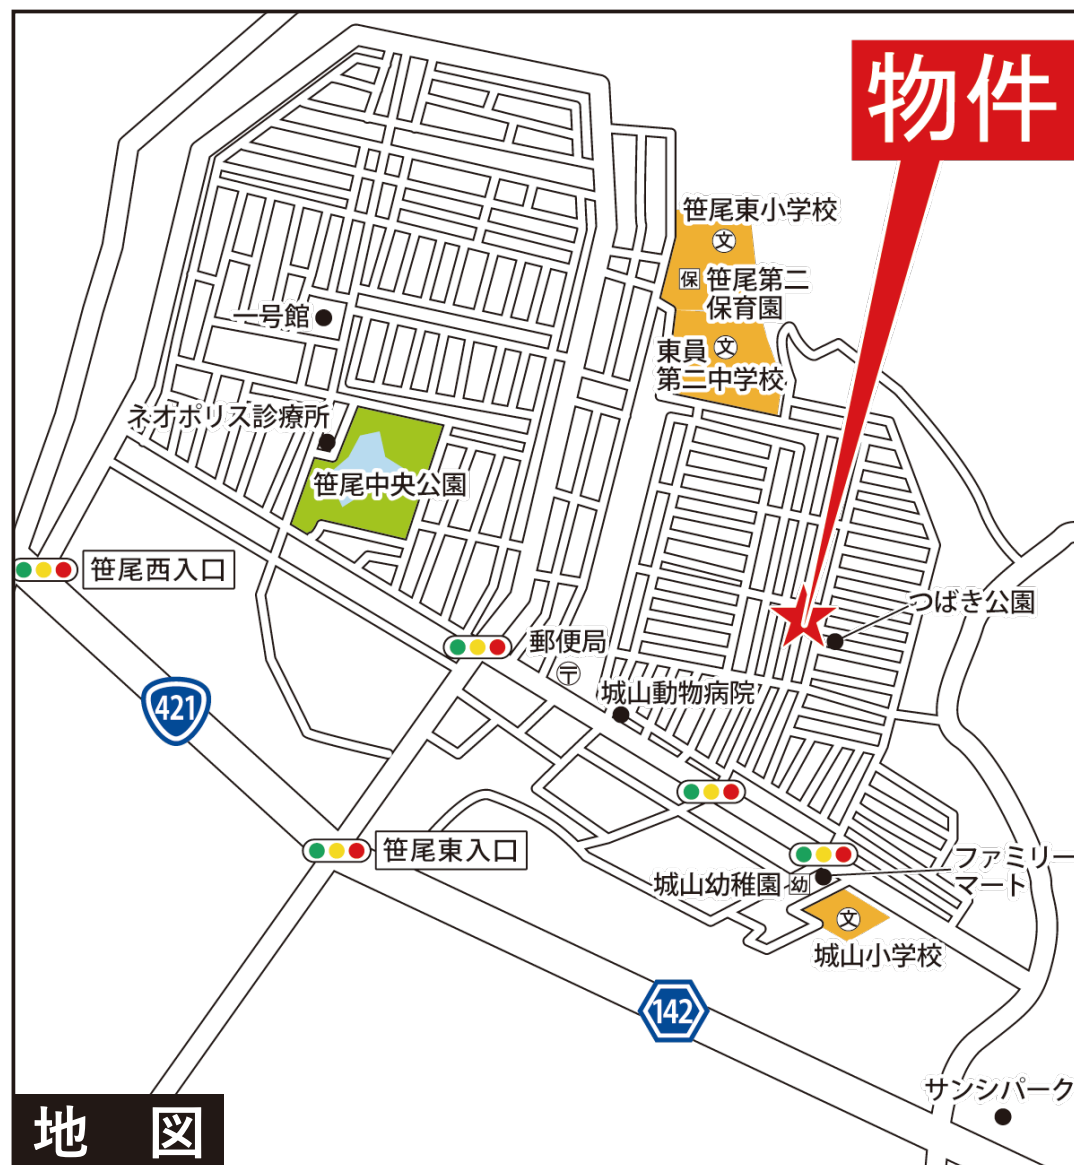 物件
笹尾東小学校
文
保
笹尾第二
保育園
一号館
東員
文
第二中学校
ネオポリス診療所
笹尾中央公園
笹尾西入口
つばき公園
郵便局
〒
城山動物病院
421
笹尾東入口
ファミリー
マート
城山幼稚園
幼
文
城山小学校
142
サンシパーク
地 図